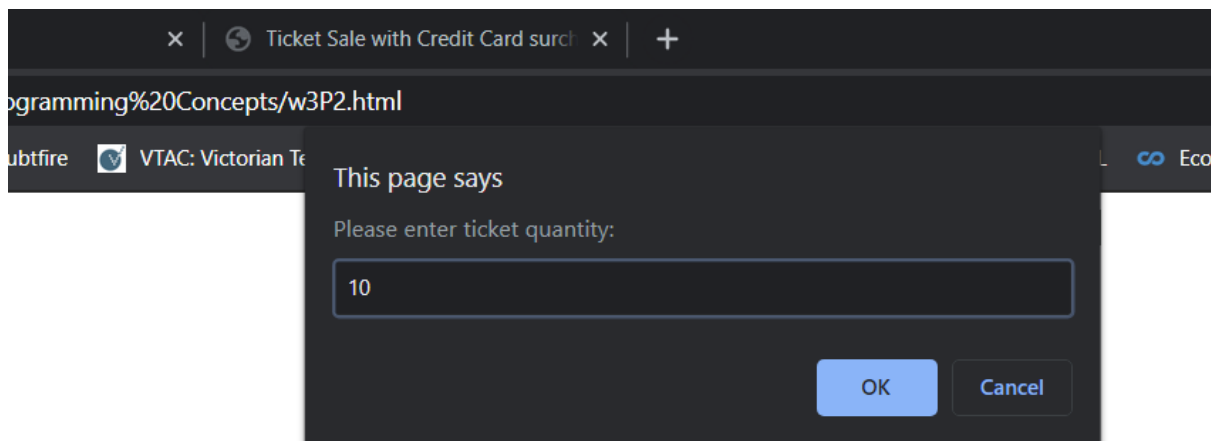 Ticket Sale with Credit Card surch
ogramming%20Concepts/w3P2.html
ubtfire VTAC: Victorian Te L Eco
This page says
Please enter ticket quantity:
10
OK Cancel